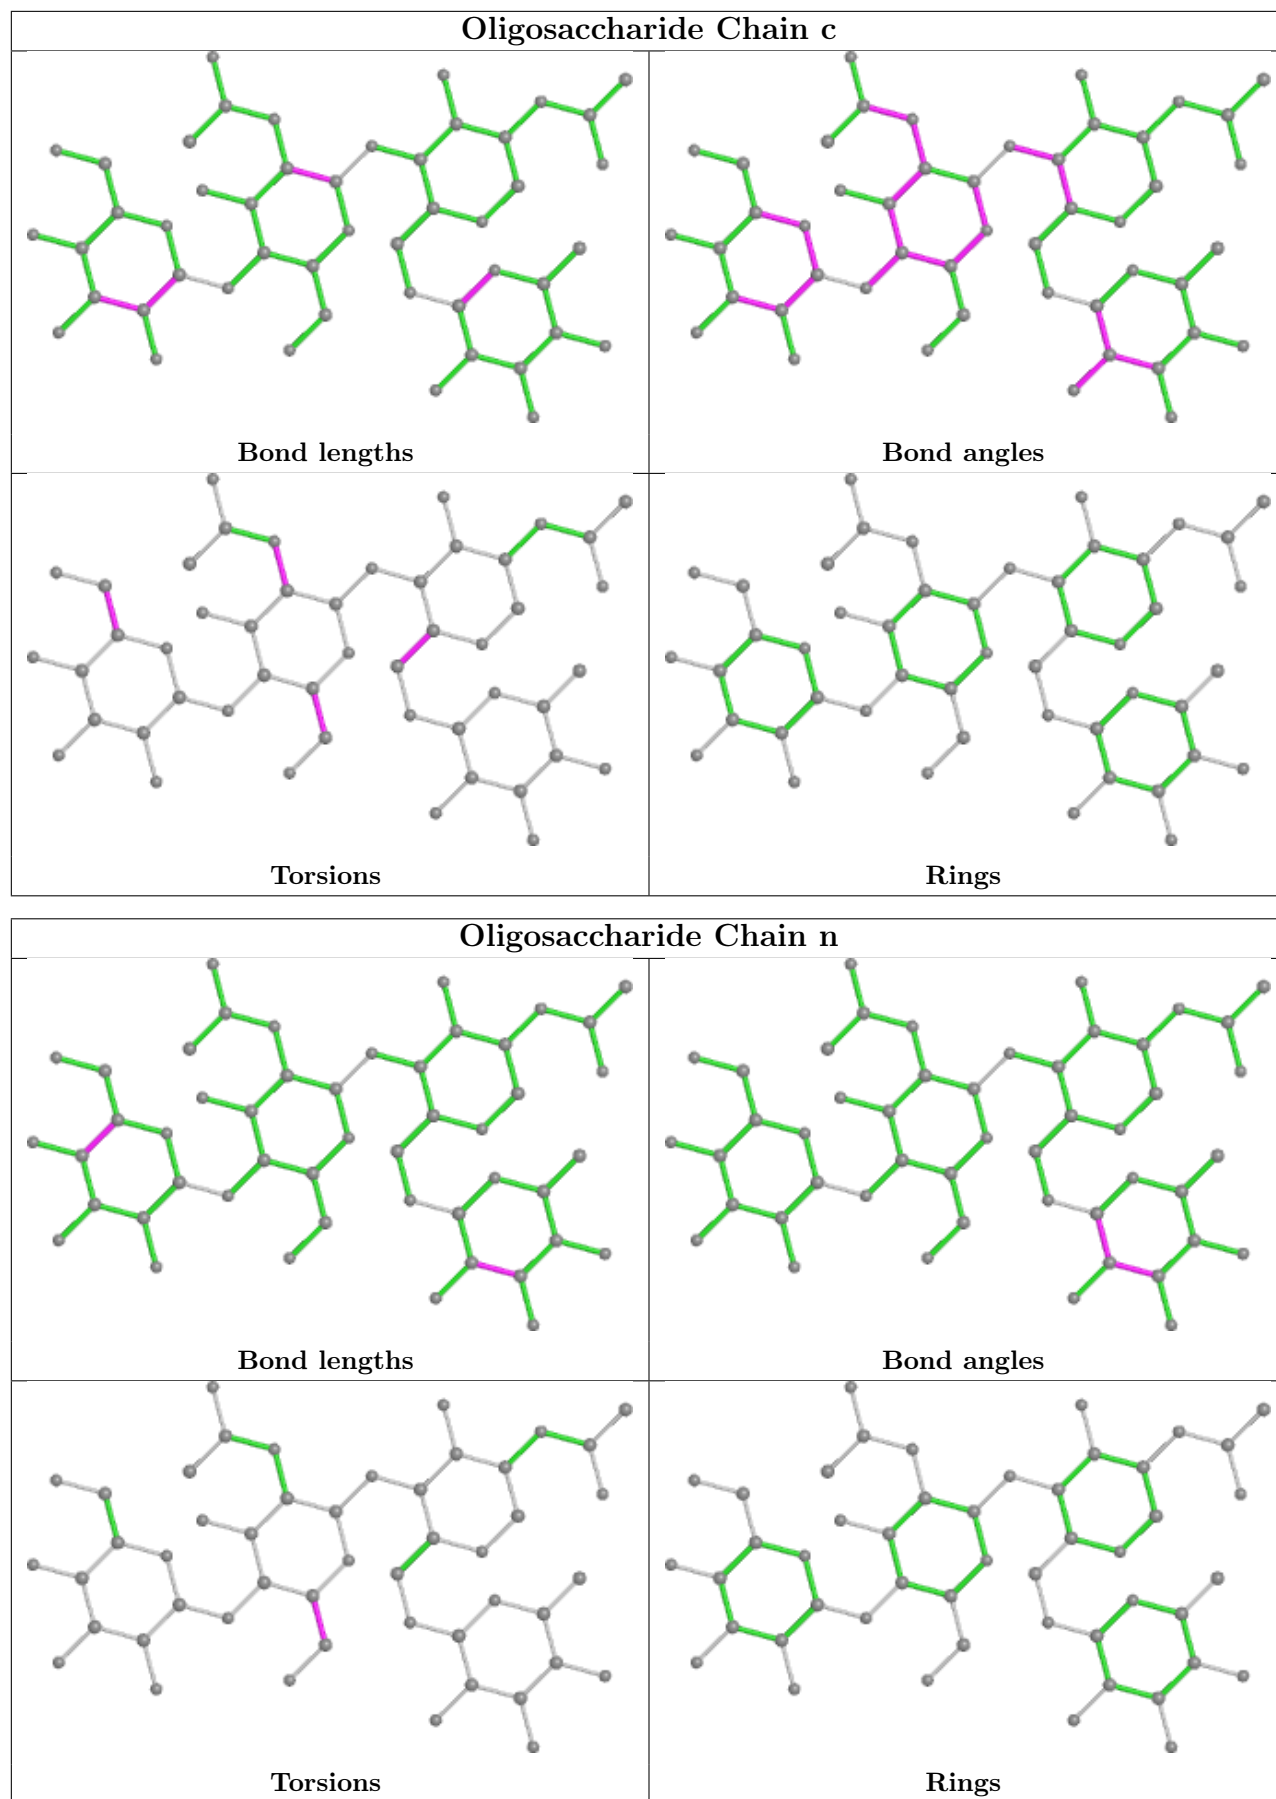 Oligosaccharide Chain c
Bond lengths
Bond angles
Torsions
Rings
Oligosaccharide Chain n
Bond lengths
Bond angles
Torsions
Rings